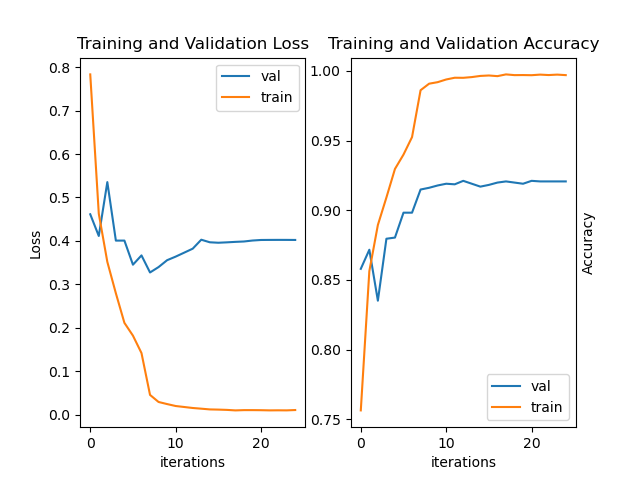 Training and Validation Loss
Training and Validation Accuracy
0.8
0.7
0.6
0.5
0.4
0.3
0.2
0.1
0.0
Loss
0
10
20
iterations
val
train
1.00
0.95
0.90
0.85
0.80
0.75
0
10
20
iterations
Accuracy
val
train